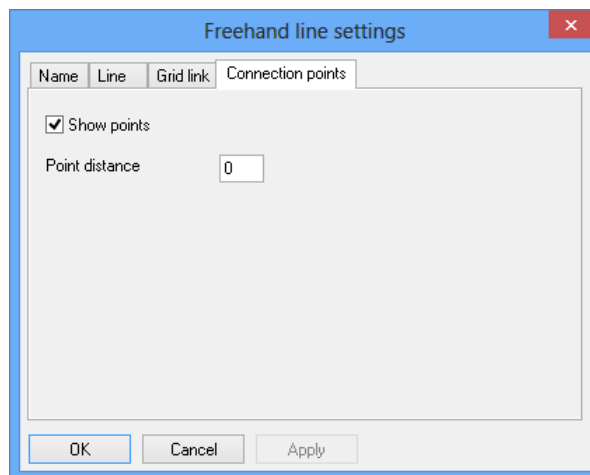 Freehand line settings
Name Line Grid link Connection points
Show points
Point distance 0
OK Cancel Apply